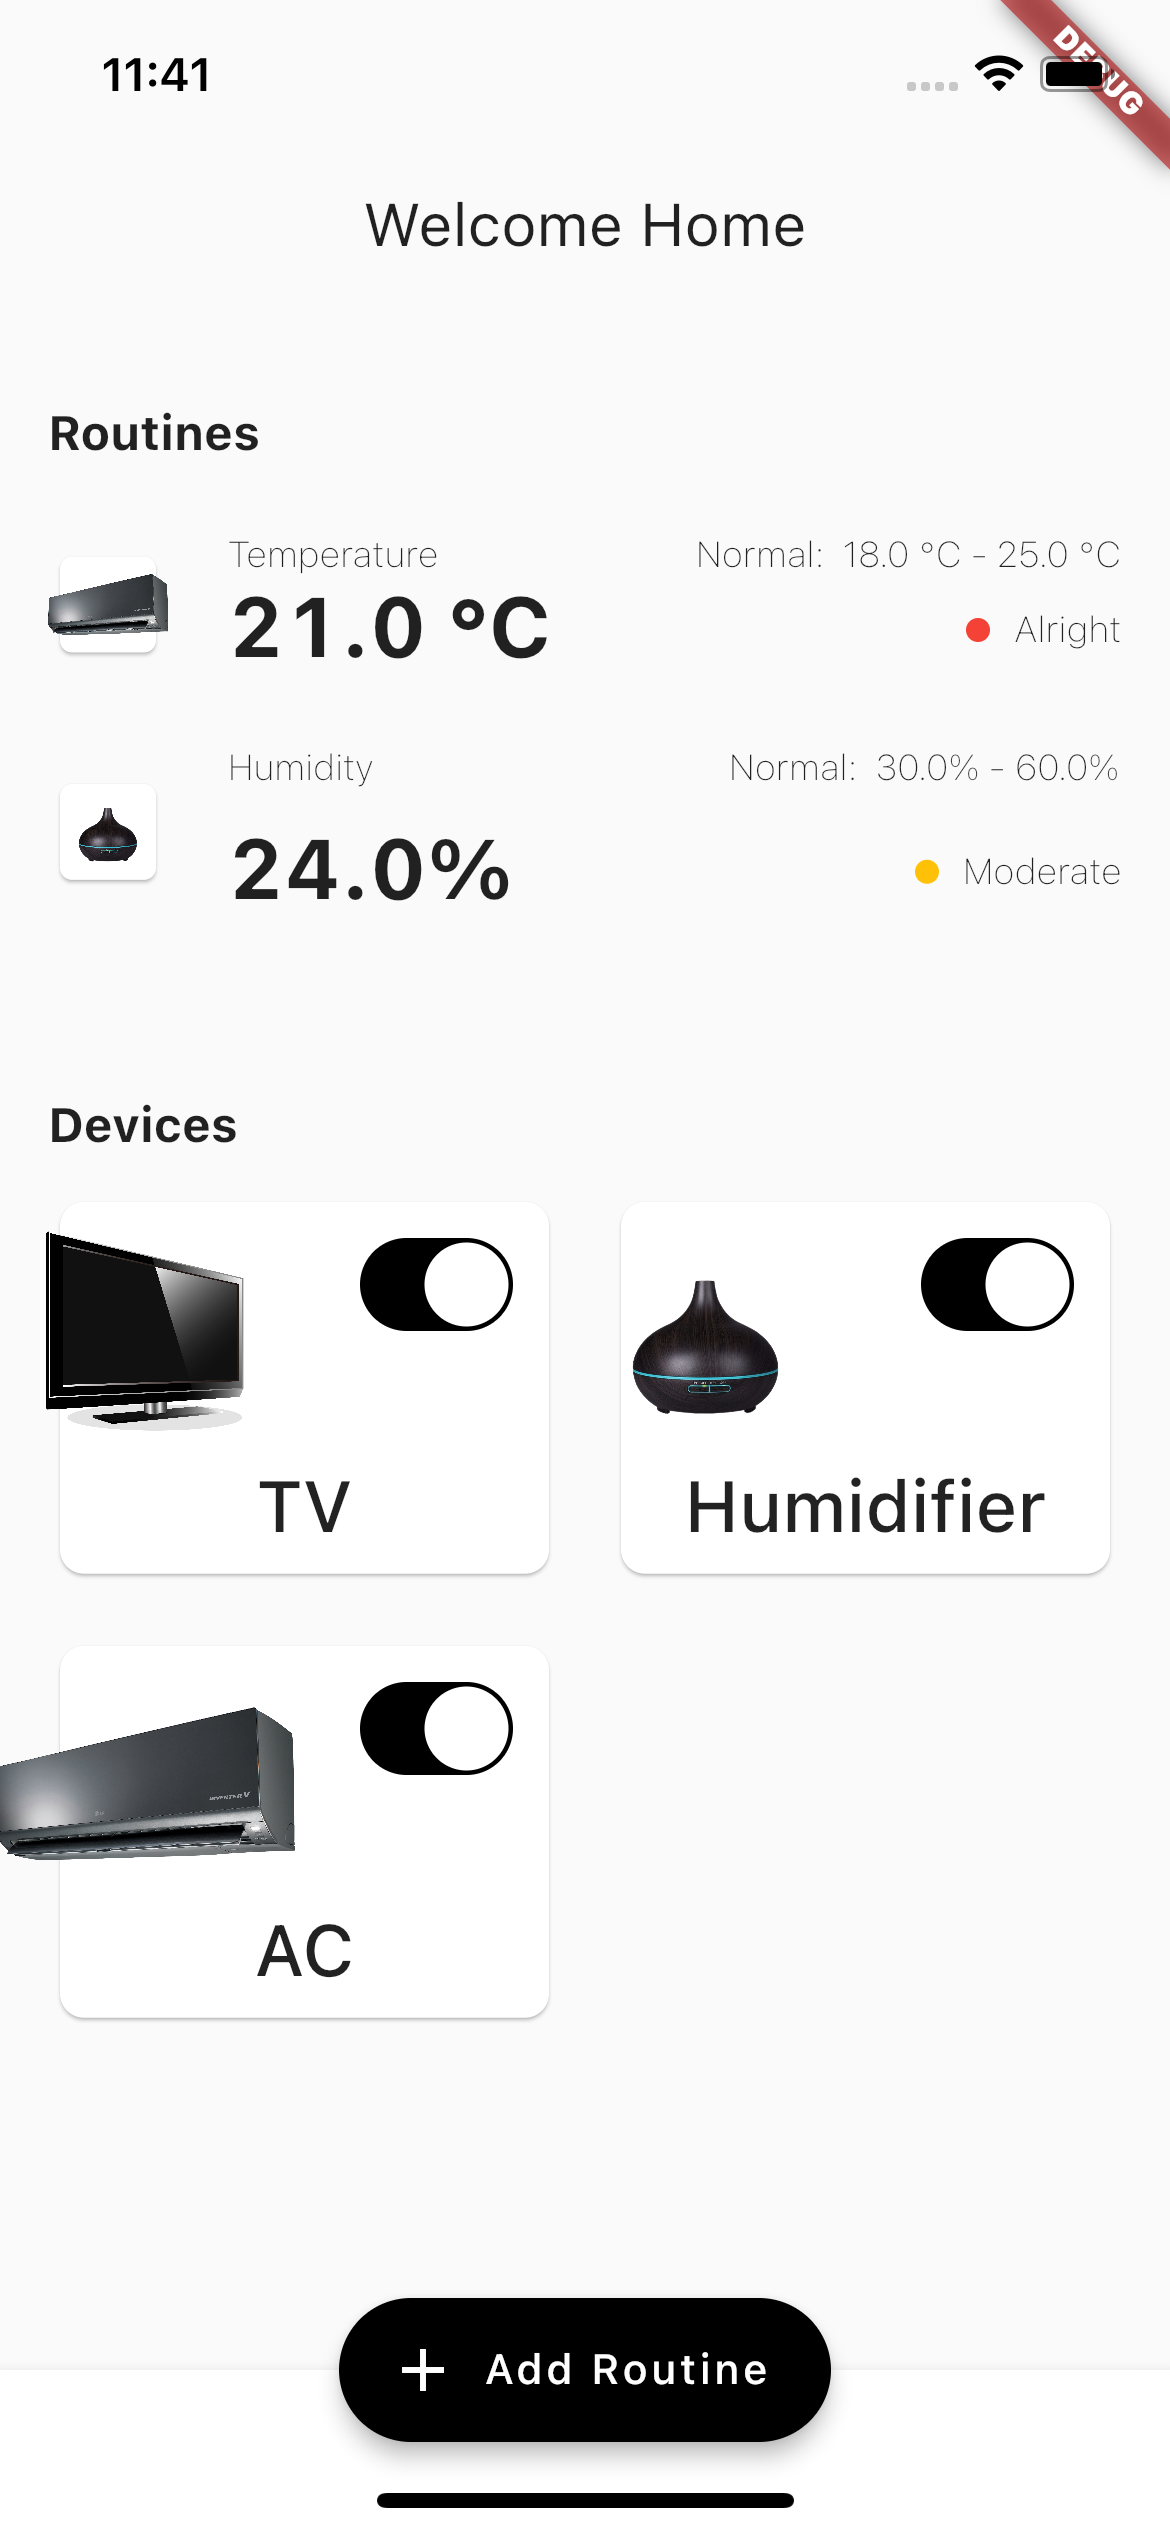 11:41
DEBUG
Welcome Home
Routines
Temperature
Normal: 18.0 °C - 25.0 °C
21.0 °C
Alright
Humidity
Normal: 30.0% - 60.0%
24.0%
Moderate
Devices
TV
Humidifier
INVERTER V
AC
Add Routine